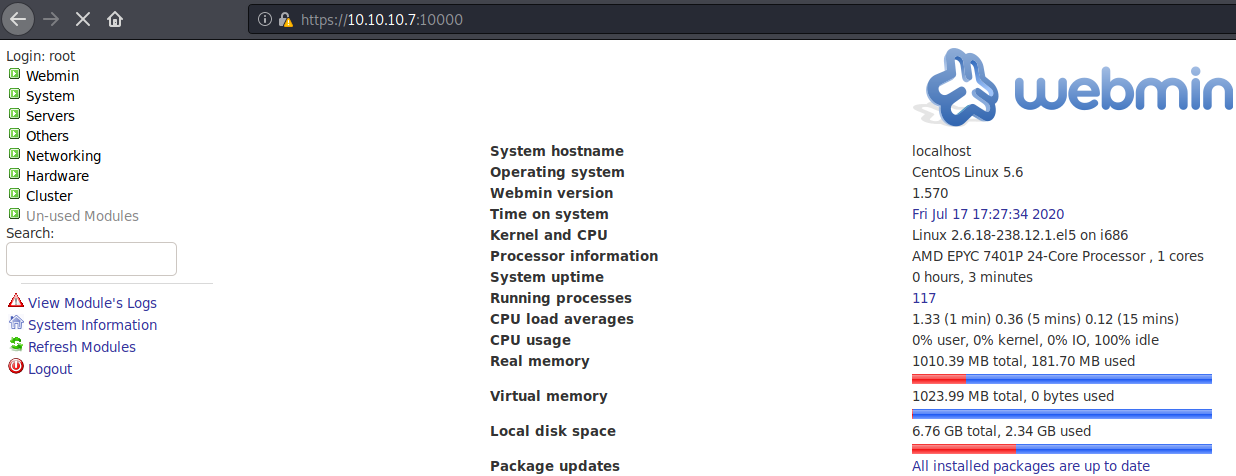 https://10.10.10.7:10000
Login: root
Webmin
System
Servers
Others
Networking
Hardware
Cluster
Un-used Modules
Search:
View Module's Logs
System Information
Refresh Modules
Logout
webmin
System hostname localhost
Operating system CentOS Linux 5.6
Webmin version 1.570
Time on system Fri Jul 17 17:27:34 2020
Kernel and CPU Linux 2.6.18-238.12.1.el5 on i686
Processor information AMD EPYC 7401P 24-Core Processor , 1 cores
System uptime 0 hours, 3 minutes
Running processes 117
CPU load averages 1.33 (1 min) 0.36 (5 mins) 0.12 (15 mins)
CPU usage 0% user, 0% kernel, 0% IO, 100% idle
Real memory 1010.39 MB total, 181.70 MB used
Virtual memory 1023.99 MB total, 0 bytes used
Local disk space 6.76 GB total, 2.34 GB used
Package updates All installed packages are up to date